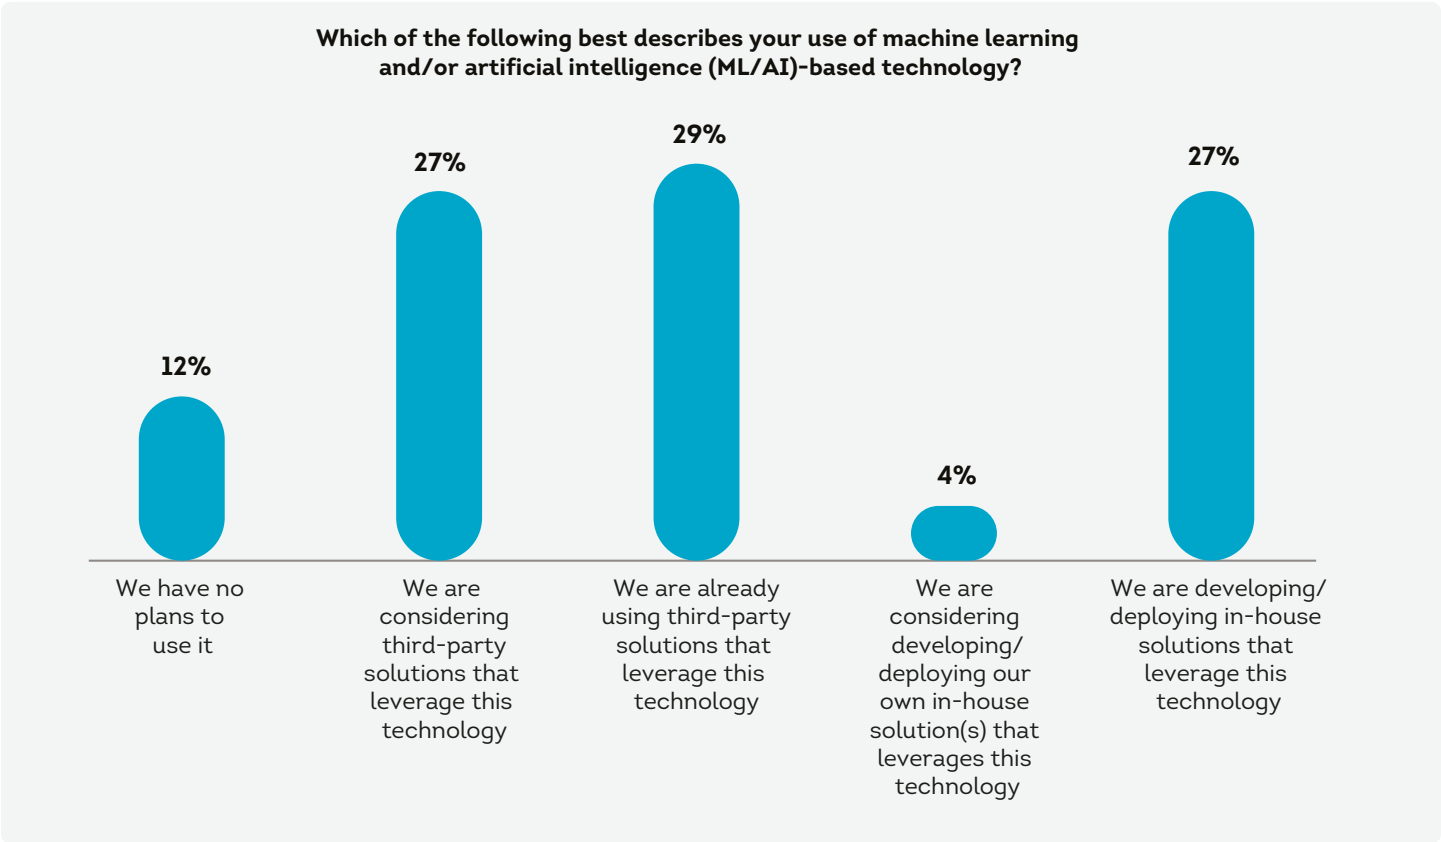 Which of the following best describes your use of machine learning
and/or artificial intelligence (ML/AI)-based technology?
12%
27%
29%
4%
27%
We have no
plans to
use it
We are
considering
third-party
solutions that
leverage this
technology
We are already
using third-party
solutions that
leverage this
technology
We are
considering
developing/
deploying our
own in-house
solution(s) that
leverages this
technology
We are developing/
deploying in-house
solutions that
leverage this
technology